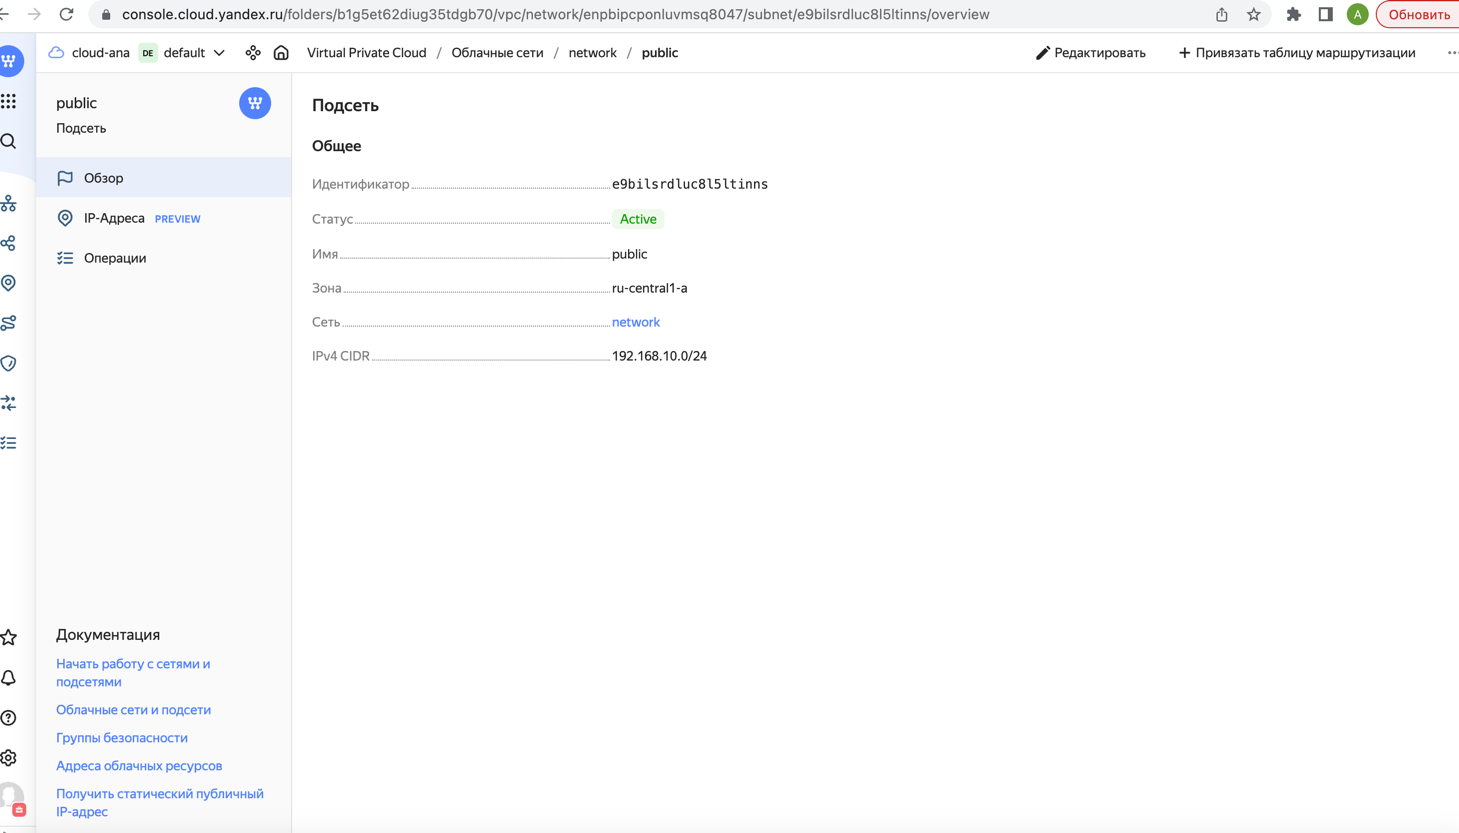 console.cloud.yandex.ru/folders/b1g5et62diug35tdgb70/vpc/network/enpbipcponluvmsq8047/subnet/e9bilsrdluc8l5ltinns/overview
A
Обновить
cloud-ana DE default
Virtual Private Cloud / Облачные сети / network / public
Редактировать
+ Привязать таблицу маршрутизации
public
Подсеть
Обзор
IP-Адреса PREVIEW
Операции
Документация
Начать работу с сетями и
подсетями
Облачные сети и подсети
Группы безопасности
Адреса облачных ресурсов
Получить статический публичный
IP-адрес
Подсеть
Общее
Идентификатор e9bilsrdluc8l5ltinns
Статус Active
Имя public
Зона ru-central1-a
Сеть network
IPv4 CIDR 192.168.10.0/24